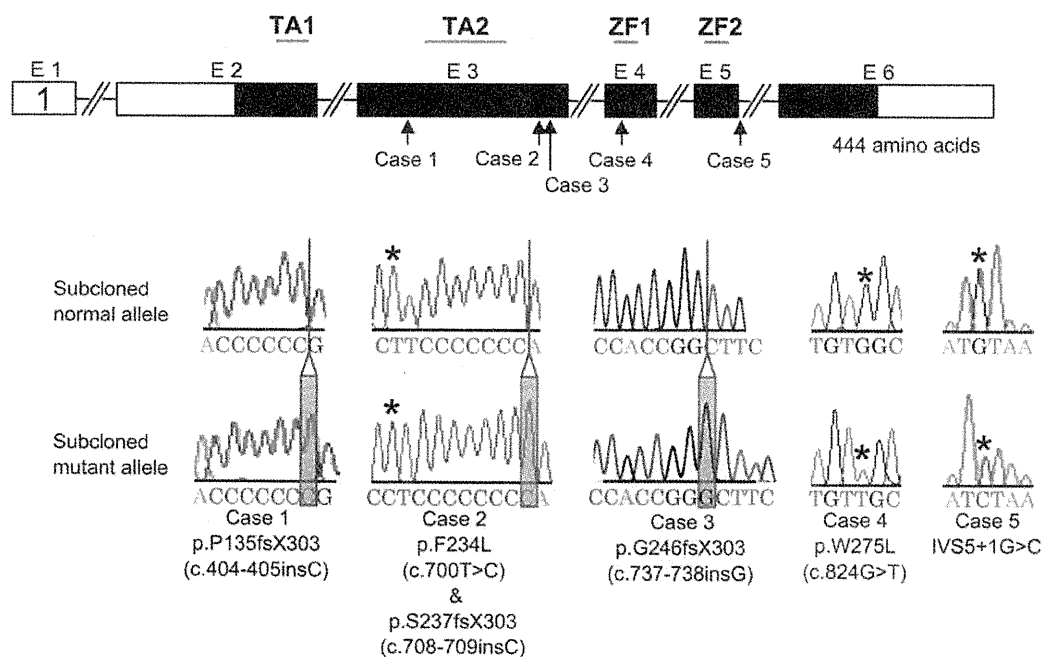 TA1 TA2 ZF1 ZF2
E 1 E 2 E 3 E 4 E 5 E 6
1
Case 1 Case 2 Case 4 Case 5 444 amino acids
Case 3
* * *
Subcloned
normal allele
ACCCCCCG CTTCCCCCCCA CCACCGGCTTC TGTGGC ATGTAA
* * *
Subcloned
mutant allele
ACCCCCCCG CCTCCCCCCCCA CCACCGGGCTTC TGTTGC ATCTAA
Case 1 Case 2 Case 3 Case 4 Case 5
p.P135fsX303 p.F234L p.G246fsX303 p.W275L IVS5+1G>C
(c.404-405insC) (c.700T>C) (c.737-738insG) (c.824G>T)
&
p.S237fsX303
(c.708-709insC)